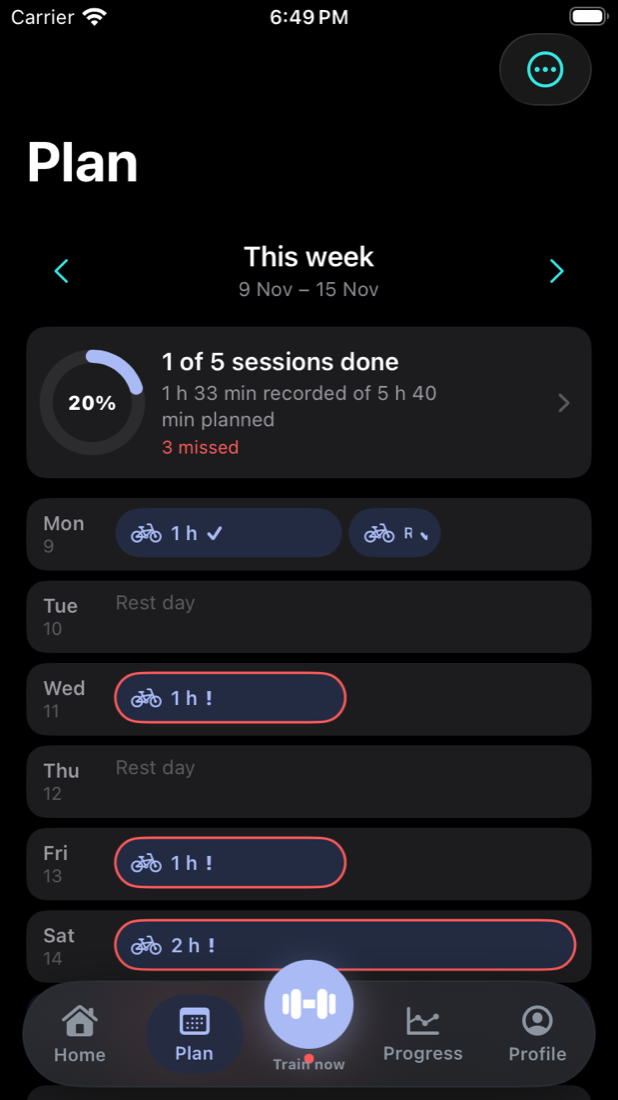 Carrier 6:49 PM
Plan
This week
9 Nov – 15 Nov
20%
1 of 5 sessions done
1 h 33 min recorded of 5 h 40
min planned
3 missed
Mon
9
1 h ✓
R ✓
Tue
10
Rest day
Wed
11
1 h !
Thu
12
Rest day
Fri
13
1 h !
Sat
14
2 h !
Home
Plan
Train now
Progress
Profile